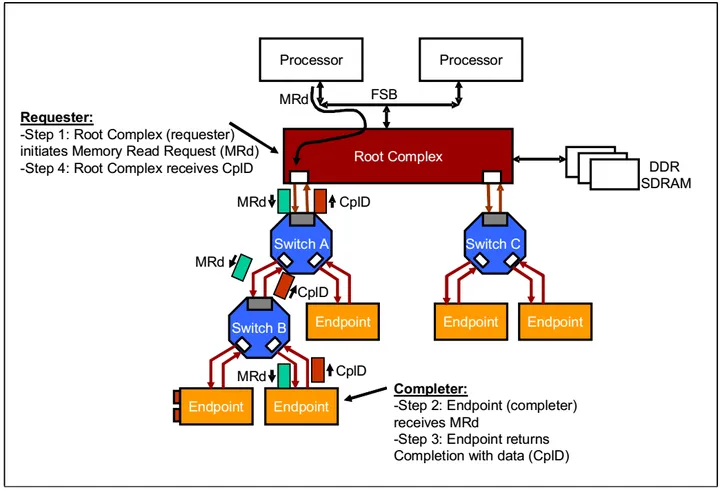 Processor
Processor
MRd
FSB
Requester:
-Step 1: Root Complex (requester)
initiates Memory Read Request (MRd)
-Step 4: Root Complex receives CplD
Root Complex
DDR
SDRAM
MRd
CplD
Switch A
Switch C
MRd
CplD
Endpoint
Endpoint
Endpoint
Switch B
MRd
CplD
Endpoint
Endpoint
Completer:
-Step 2: Endpoint (completer)
receives MRd
-Step 3: Endpoint returns
Completion with data (CplD)